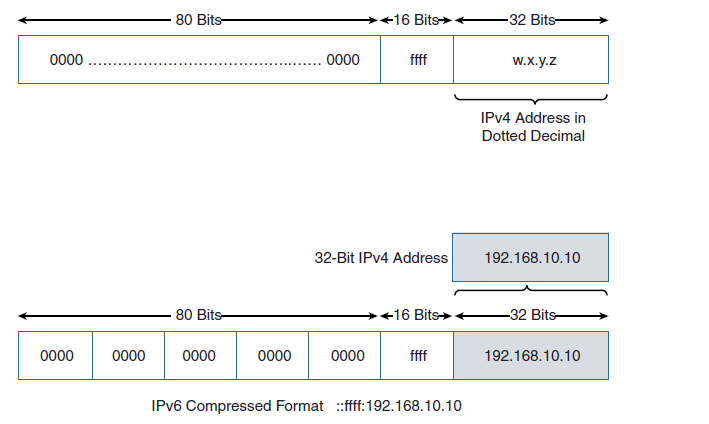 80 Bits 16 Bits 32 Bits
0000 ............................................. 0000 ffff w.x.y.z
IPv4 Address in
Dotted Decimal
32-Bit IPv4 Address 192.168.10.10
80 Bits 16 Bits 32 Bits
0000 0000 0000 0000 0000 ffff 192.168.10.10
IPv6 Compressed Format ::ffff:192.168.10.10